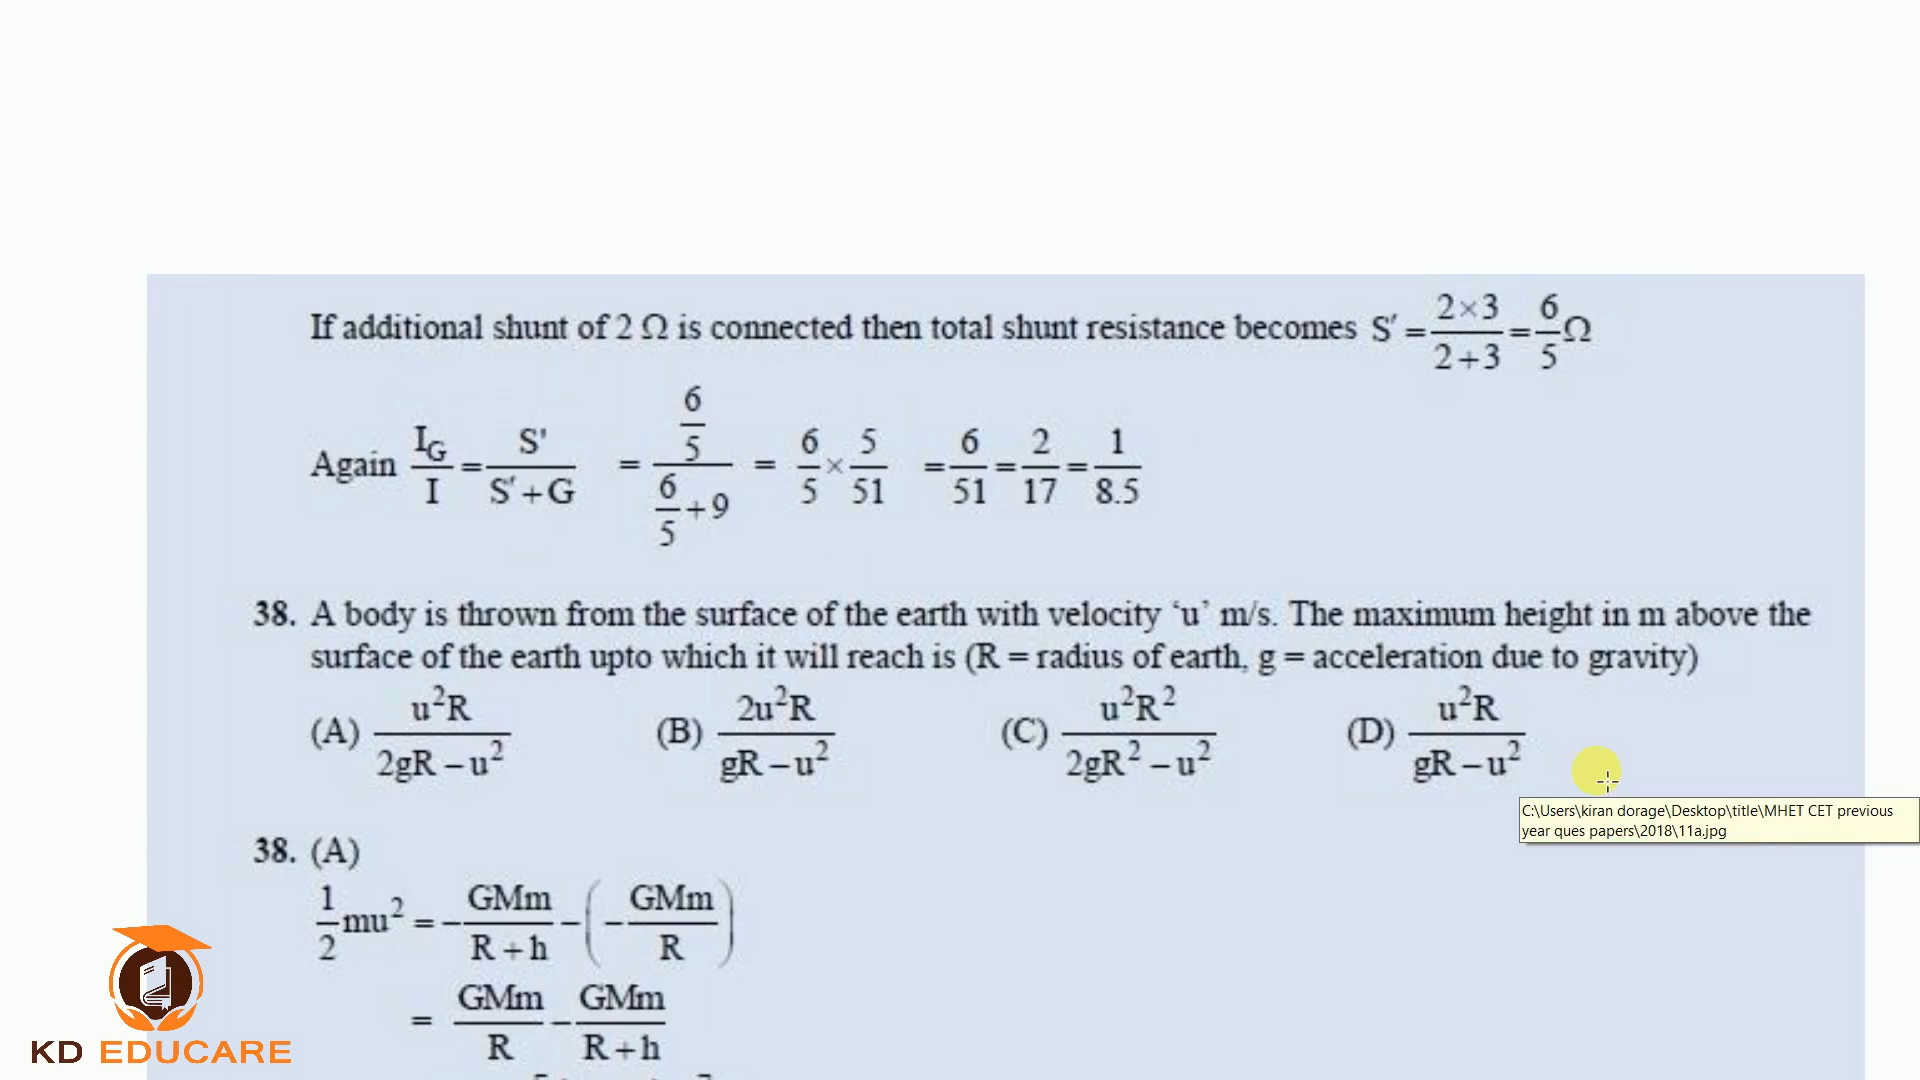 If additional shunt of 2 Ω is connected then total shunt resistance becomes S′ = 2×3/2+3 = 6/5 Ω
Again I_G/I = S'/S'+G = 6/5 / 6/5+9 = 6/5 × 5/51 = 6/51 = 2/17 = 1/8.5
38. A body is thrown from the surface of the earth with velocity ‘u’ m/s. The maximum height in m above the
surface of the earth upto which it will reach is (R = radius of earth, g = acceleration due to gravity)
(A) u²R/2gR – u² (B) 2u²R/gR – u² (C) u²R²/2gR² – u² (D) u²R/gR – u²
C:\Users\kiran dorage\Desktop\title\MHET CET previous
year ques papers\2018\11a.jpg
38. (A)
1/2 mu² = – GMm/R + h – (– GMm/R)
= GMm/R – GMm/R + h
KD EDUCARE